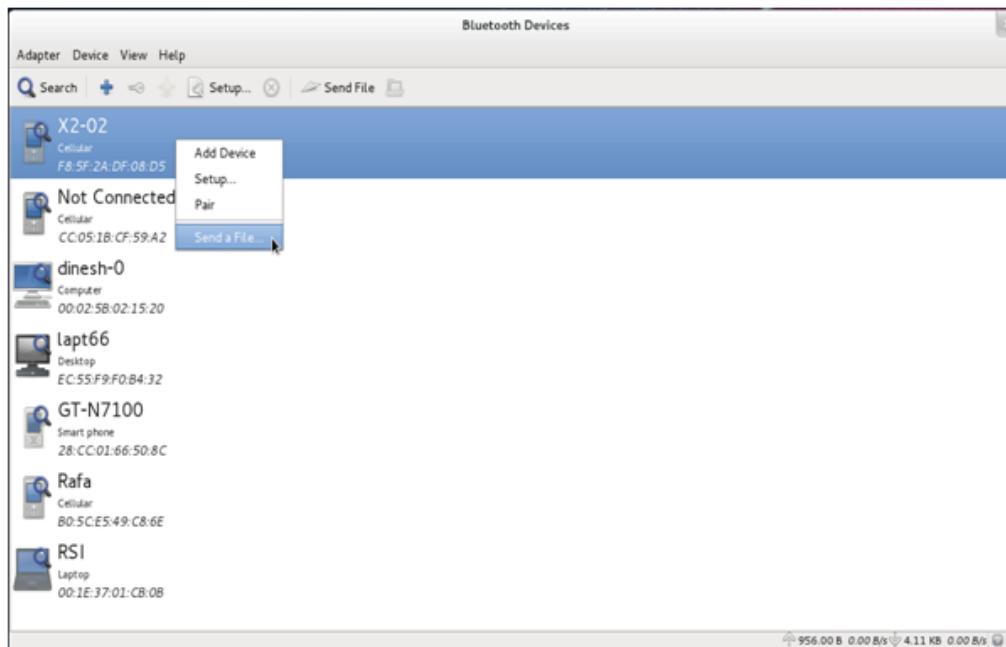 Bluetooth Devices
Adapter Device View Help
Search Setup... Send File
X2-02
Cellular
F8:5F:2A:DF:08:D5
Add Device
Setup...
Pair
Send a File...
Not Connected
Cellular
CC:05:1B:CF:59:A2
dinesh-0
Computer
00:02:5B:02:15:20
lapt66
Desktop
EC:55:F9:F0:B4:32
GT-N7100
Smart phone
28:CC:01:66:50:8C
Rafa
Cellular
B0:5C:E5:49:C8:6E
RSI
Laptop
00:1E:37:01:CB:0B
956.00 B 0.00 B/s 4.11 KB 0.00 B/s